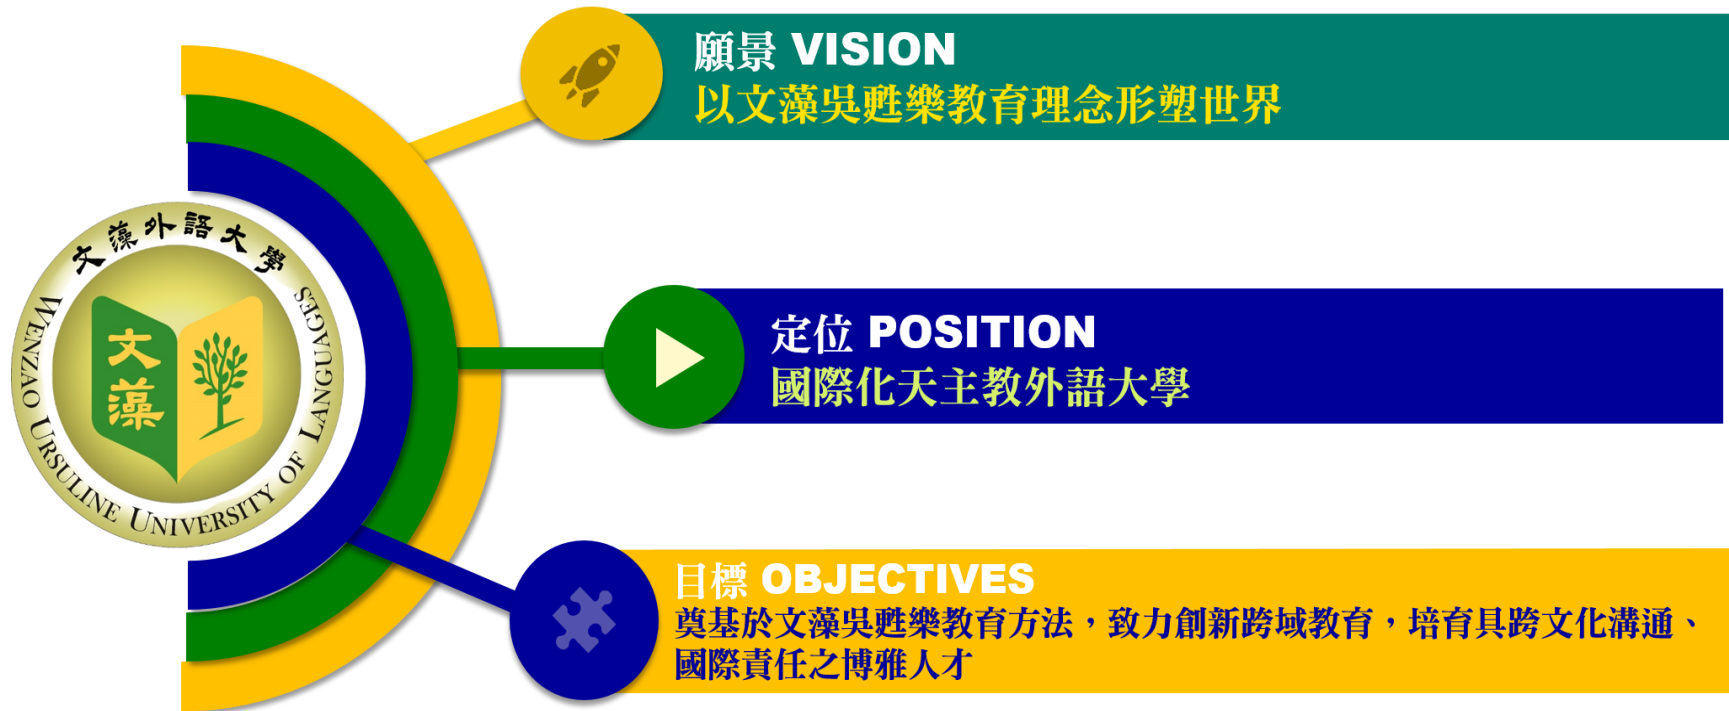 願景 VISION
以文藻吳甦樂教育理念形塑世界
文藻外語大學
文藻
WENZAO URSULINE UNIVERSITY OF LANGUAGES
定位 POSITION
國際化天主教外語大學
目標 OBJECTIVES
奠基於文藻吳甦樂教育方法，致力創新跨域教育，培育具跨文化溝通、
國際責任之博雅人才